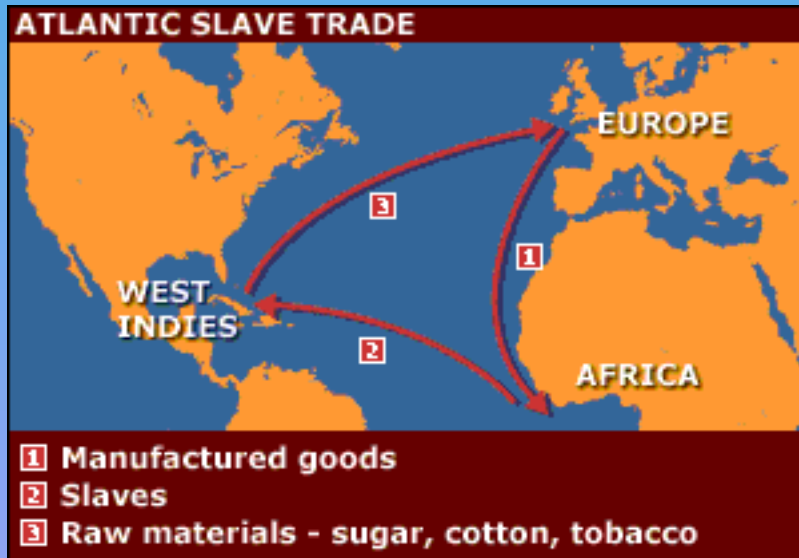 ATLANTIC SLAVE TRADE
EUROPE
3
1
WEST
INDIES
2
AFRICA
1 Manufactured goods
2 Slaves
3 Raw materials - sugar, cotton, tobacco